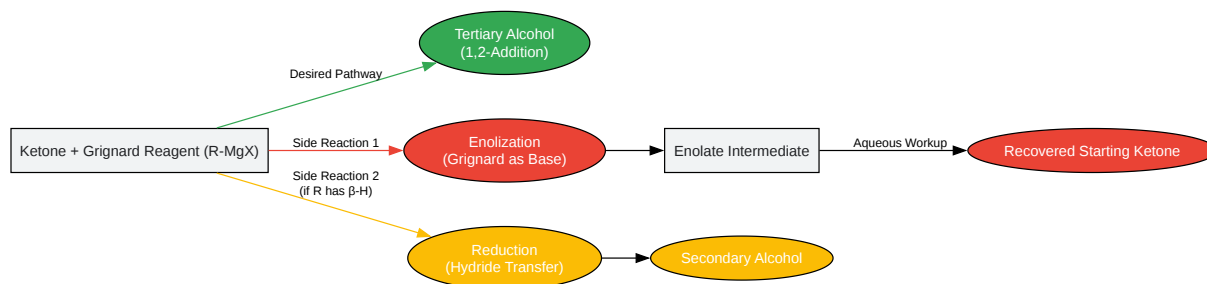 Tertiary Alcohol
(1,2-Addition)
Desired Pathway
Ketone + Grignard Reagent (R-MgX)
Side Reaction 1
Enolization
(Grignard as Base)
Enolate Intermediate
Aqueous Workup
Recovered Starting Ketone
Side Reaction 2
(if R has β-H)
Reduction
(Hydride Transfer)
Secondary Alcohol